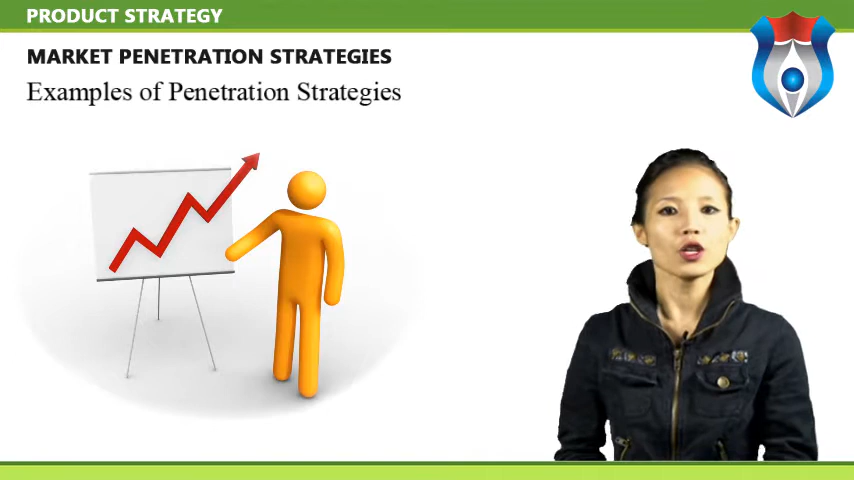 PRODUCT STRATEGY
MARKET PENETRATION STRATEGIES
Examples of Penetration Strategies